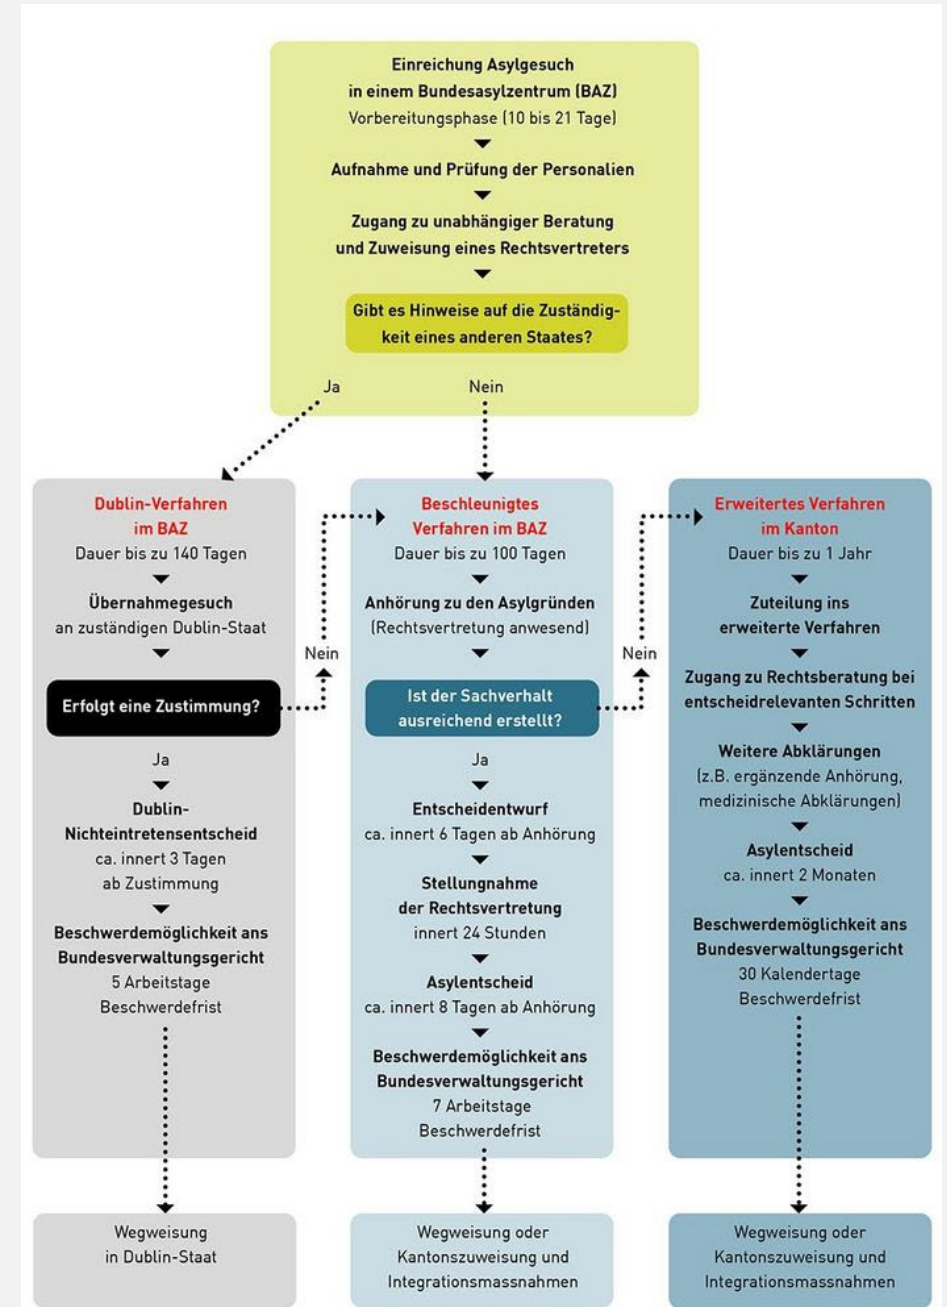 Einreichung Asylgesuch
in einem Bundesasylzentrum (BAZ)
Vorbereitungsphase (10 bis 21 Tage)
Aufnahme und Prüfung der Personalien
Zugang zu unabhängiger Beratung
und Zuweisung eines Rechtsvertreters
Gibt es Hinweise auf die Zuständig-
keit eines anderen Staates?
Ja
Nein
Dublin-Verfahren
im BAZ
Dauer bis zu 140 Tagen
Übernahmegesuch
an zuständigen Dublin-Staat
Erfolgt eine Zustimmung?
Nein
Ja
Dublin-
Nichteintretensentscheid
ca. innert 3 Tagen
ab Zustimmung
Beschwerdemöglichkeit ans
Bundesverwaltungsgericht
5 Arbeitstage
Beschwerdefrist
Wegweisung
in Dublin-Staat
Beschleunigtes
Verfahren im BAZ
Dauer bis zu 100 Tagen
Anhörung zu den Asylgründen
(Rechtsvertretung anwesend)
Ist der Sachverhalt
ausreichend erstellt?
Nein
Ja
Entscheidentwurf
ca. innert 6 Tagen ab Anhörung
Stellungnahme
der Rechtsvertretung
innert 24 Stunden
Asylentscheid
ca. innert 8 Tagen ab Anhörung
Beschwerdemöglichkeit ans
Bundesverwaltungsgericht
7 Arbeitstage
Beschwerdefrist
Wegweisung oder
Kantonszuweisung und
Integrationsmassnahmen
Erweitertes Verfahren
im Kanton
Dauer bis zu 1 Jahr
Zuteilung ins
erweiterte Verfahren
Zugang zu Rechtsberatung bei
entscheidrelevanten Schritten
Weitere Abklärungen
(z.B. ergänzende Anhörung,
medizinische Abklärungen)
Asylentscheid
ca. innert 2 Monaten
Beschwerdemöglichkeit ans
Bundesverwaltungsgericht
30 Kalendertage
Beschwerdefrist
Wegweisung oder
Kantonszuweisung und
Integrationsmassnahmen